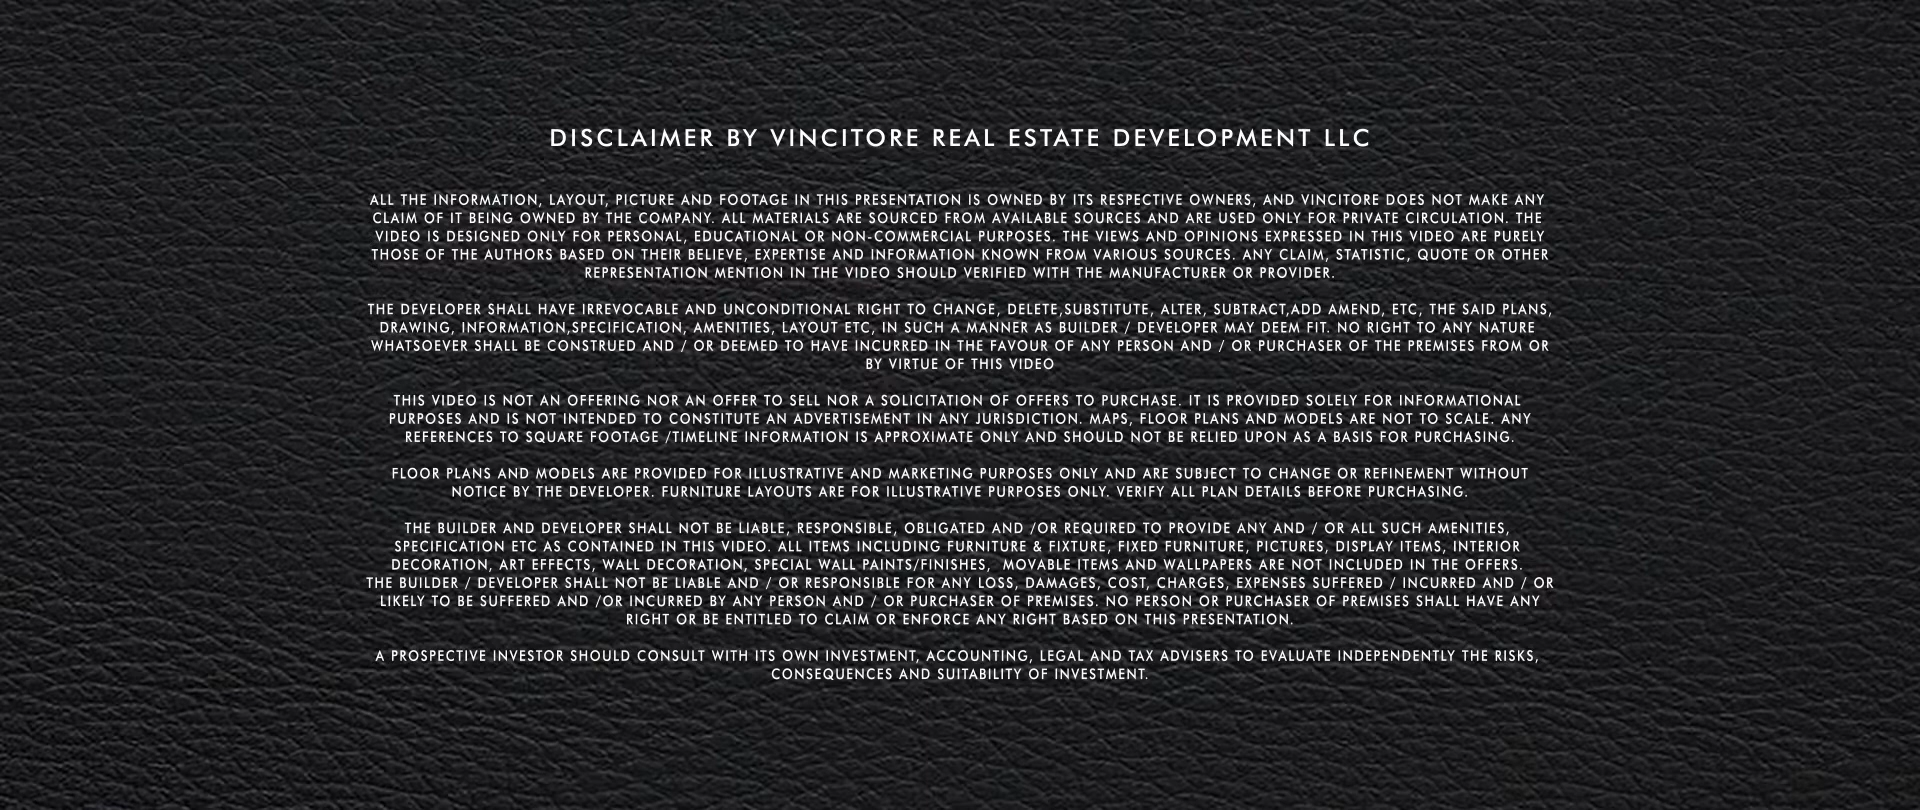 DISCLAIMER BY VINCITORE REAL ESTATE DEVELOPMENT LLC
ALL THE INFORMATION, LAYOUT, PICTURE AND FOOTAGE IN THIS PRESENTATION IS OWNED BY ITS RESPECTIVE OWNERS, AND VINCITORE DOES NOT MAKE ANY
CLAIM OF IT BEING OWNED BY THE COMPANY. ALL MATERIALS ARE SOURCED FROM AVAILABLE SOURCES AND ARE USED ONLY FOR PRIVATE CIRCULATION. THE
VIDEO IS DESIGNED ONLY FOR PERSONAL, EDUCATIONAL OR NON-COMMERCIAL PURPOSES. THE VIEWS AND OPINIONS EXPRESSED IN THIS VIDEO ARE PURELY
THOSE OF THE AUTHORS BASED ON THEIR BELIEVE, EXPERTISE AND INFORMATION KNOWN FROM VARIOUS SOURCES. ANY CLAIM, STATISTIC, QUOTE OR OTHER
REPRESENTATION MENTION IN THE VIDEO SHOULD VERIFIED WITH THE MANUFACTURER OR PROVIDER.
THE DEVELOPER SHALL HAVE IRREVOCABLE AND UNCONDITIONAL RIGHT TO CHANGE, DELETE,SUBSTITUTE, ALTER, SUBTRACT,ADD AMEND, ETC, THE SAID PLANS,
DRAWING, INFORMATION,SPECIFICATION, AMENITIES, LAYOUT ETC, IN SUCH A MANNER AS BUILDER / DEVELOPER MAY DEEM FIT. NO RIGHT TO ANY NATURE
WHATSOEVER SHALL BE CONSTRUED AND / OR DEEMED TO HAVE INCURRED IN THE FAVOUR OF ANY PERSON AND / OR PURCHASER OF THE PREMISES FROM OR
BY VIRTUE OF THIS VIDEO
THIS VIDEO IS NOT AN OFFERING NOR AN OFFER TO SELL NOR A SOLICITATION OF OFFERS TO PURCHASE. IT IS PROVIDED SOLELY FOR INFORMATIONAL
PURPOSES AND IS NOT INTENDED TO CONSTITUTE AN ADVERTISEMENT IN ANY JURISDICTION. MAPS, FLOOR PLANS AND MODELS ARE NOT TO SCALE. ANY
REFERENCES TO SQUARE FOOTAGE /TIMELINE INFORMATION IS APPROXIMATE ONLY AND SHOULD NOT BE RELIED UPON AS A BASIS FOR PURCHASING.
FLOOR PLANS AND MODELS ARE PROVIDED FOR ILLUSTRATIVE AND MARKETING PURPOSES ONLY AND ARE SUBJECT TO CHANGE OR REFINEMENT WITHOUT
NOTICE BY THE DEVELOPER. FURNITURE LAYOUTS ARE FOR ILLUSTRATIVE PURPOSES ONLY. VERIFY ALL PLAN DETAILS BEFORE PURCHASING.
THE BUILDER AND DEVELOPER SHALL NOT BE LIABLE, RESPONSIBLE, OBLIGATED AND /OR REQUIRED TO PROVIDE ANY AND / OR ALL SUCH AMENITIES,
SPECIFICATION ETC AS CONTAINED IN THIS VIDEO. ALL ITEMS INCLUDING FURNITURE & FIXTURE, FIXED FURNITURE, PICTURES, DISPLAY ITEMS, INTERIOR
DECORATION, ART EFFECTS, WALL DECORATION, SPECIAL WALL PAINTS/FINISHES, MOVABLE ITEMS AND WALLPAPERS ARE NOT INCLUDED IN THE OFFERS.
THE BUILDER / DEVELOPER SHALL NOT BE LIABLE AND / OR RESPONSIBLE FOR ANY LOSS, DAMAGES, COST, CHARGES, EXPENSES SUFFERED / INCURRED AND / OR
LIKELY TO BE SUFFERED AND /OR INCURRED BY ANY PERSON AND / OR PURCHASER OF PREMISES. NO PERSON OR PURCHASER OF PREMISES SHALL HAVE ANY
RIGHT OR BE ENTITLED TO CLAIM OR ENFORCE ANY RIGHT BASED ON THIS PRESENTATION.
A PROSPECTIVE INVESTOR SHOULD CONSULT WITH ITS OWN INVESTMENT, ACCOUNTING, LEGAL AND TAX ADVISERS TO EVALUATE INDEPENDENTLY THE RISKS,
CONSEQUENCES AND SUITABILITY OF INVESTMENT.